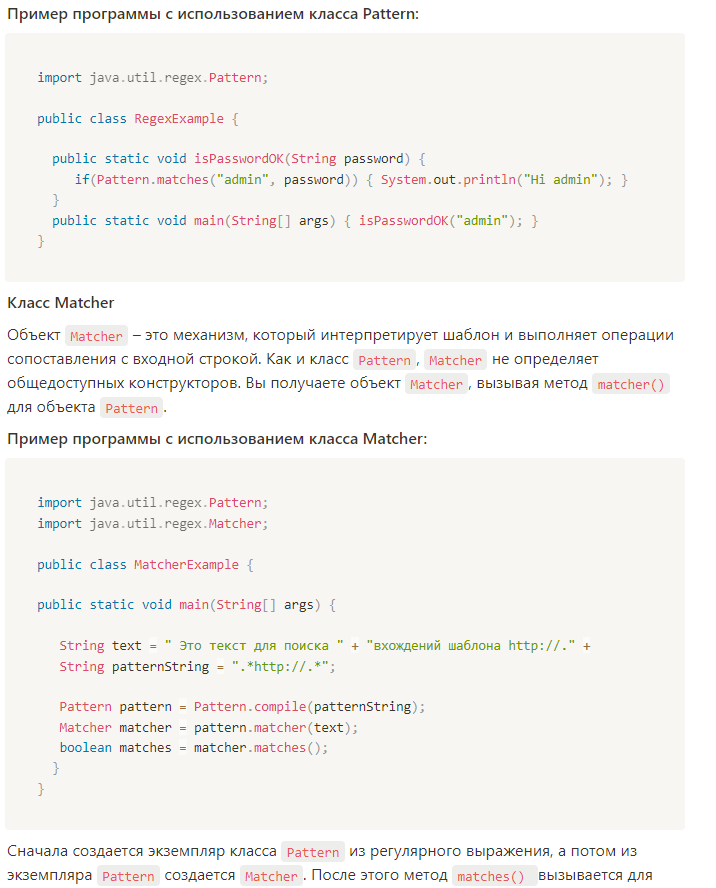 Пример программы с использованием класса Pattern:
import java.util.regex.Pattern;
public class RegexExample {
public static void isPasswordOK(String password) {
if(Pattern.matches("admin", password)) { System.out.println("Hi admin"); }
}
public static void main(String[] args) { isPasswordOK("admin"); }
}
Класс Matcher
Объект Matcher – это механизм, который интерпретирует шаблон и выполняет операции
сопоставления с входной строкой. Как и класс Pattern, Matcher не определяет
общедоступных конструкторов. Вы получаете объект Matcher, вызывая метод matcher()
для объекта Pattern.
Пример программы с использованием класса Matcher:
import java.util.regex.Pattern;
import java.util.regex.Matcher;
public class MatcherExample {
public static void main(String[] args) {
String text = " Это текст для поиска " + "вхождений шаблона http://." +
String patternString = ".*http://.*";
Pattern pattern = Pattern.compile(patternString);
Matcher matcher = pattern.matcher(text);
boolean matches = matcher.matches();
}
}
Сначала создается экземпляр класса Pattern из регулярного выражения, а потом из
экземпляра Pattern создается Matcher. После этого метод matches() вызывается для